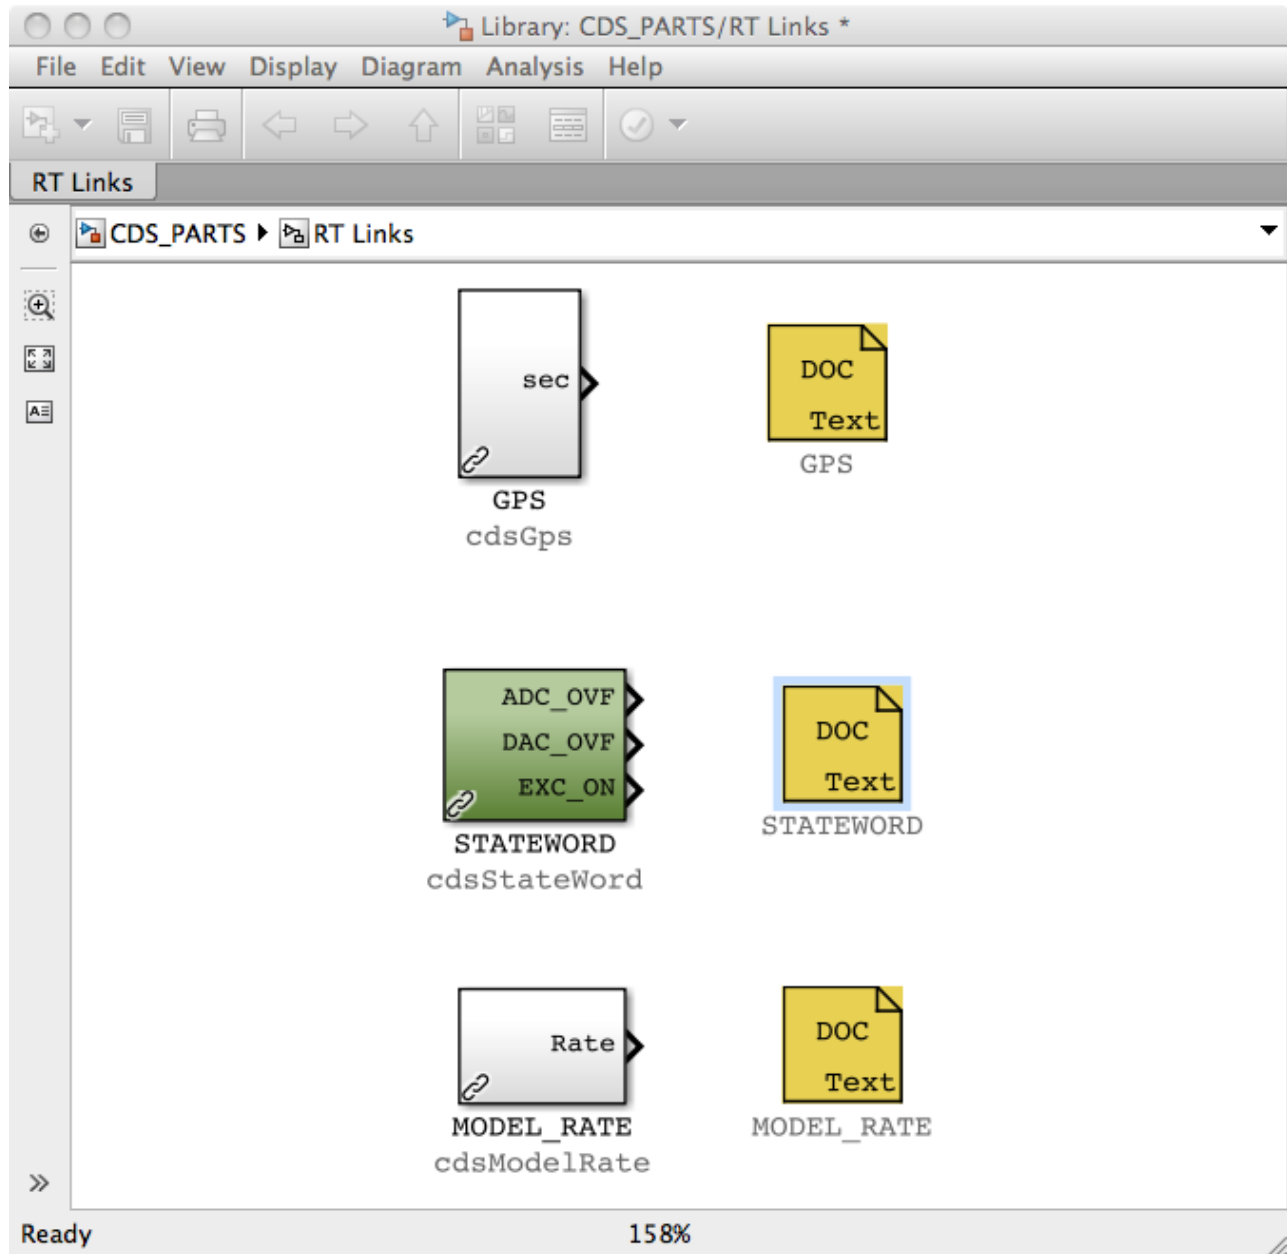 Library: CDS_PARTS/RT Links *
File Edit View Display Diagram Analysis Help
RT Links
CDS_PARTS RT Links
sec
GPS
cdsGps
DOC
Text
GPS
ADC_OVF
DAC_OVF
EXC_ON
STATEWORD
cdsStateWord
DOC
Text
STATEWORD
Rate
MODEL_RATE
cdsModelRate
DOC
Text
MODEL_RATE
Ready 158%